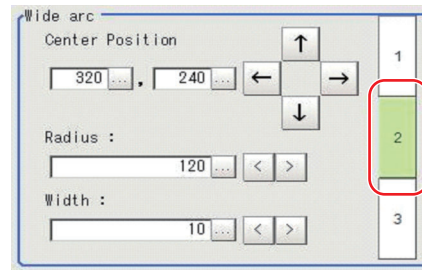 Wide arc
Center Position
↑
1
320 ... , 240 ... ← →
↓
2
Radius :
120 ... < >
Width :
3
10 ... < >